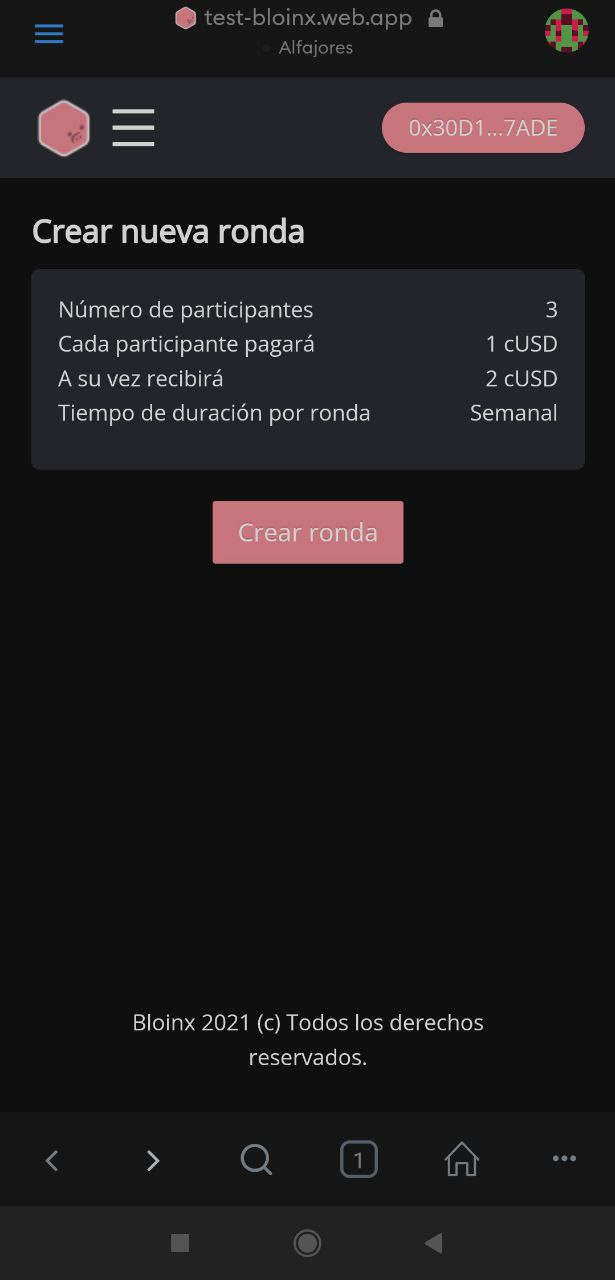 test-bloinx.web.app
Alfajores
0x30D1...7ADE
Crear nueva ronda
Número de participantes 3
Cada participante pagará 1 cUSD
A su vez recibirá 2 cUSD
Tiempo de duración por ronda Semanal
Crear ronda
Bloinx 2021 (c) Todos los derechos
reservados.
1